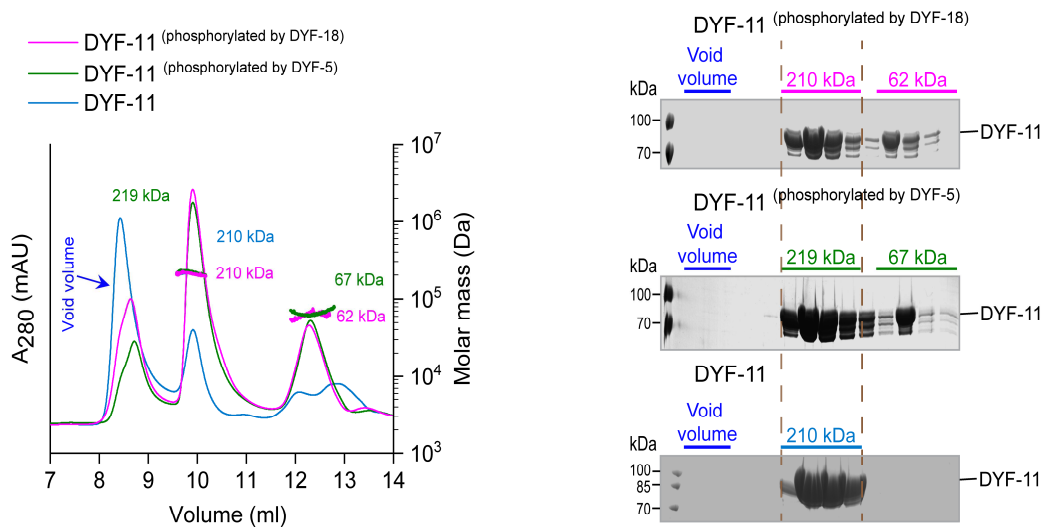 DYF-11 (phosphorylated by DYF-18)
DYF-11 (phosphorylated by DYF-5)
DYF-11
219 kDa
210 kDa
210 kDa
67 kDa
62 kDa
Void volume
A280 (mAU)
10^7
10^6
10^5
10^4
10^3
Molar mass (Da)
7 8 9 10 11 12 13 14
Volume (ml)
DYF-11 (phosphorylated by DYF-18)
Void
volume
210 kDa
62 kDa
kDa
100
70
DYF-11
DYF-11 (phosphorylated by DYF-5)
Void
volume
219 kDa
67 kDa
kDa
100
70
DYF-11
DYF-11
Void
volume
210 kDa
kDa
100
85
70
DYF-11